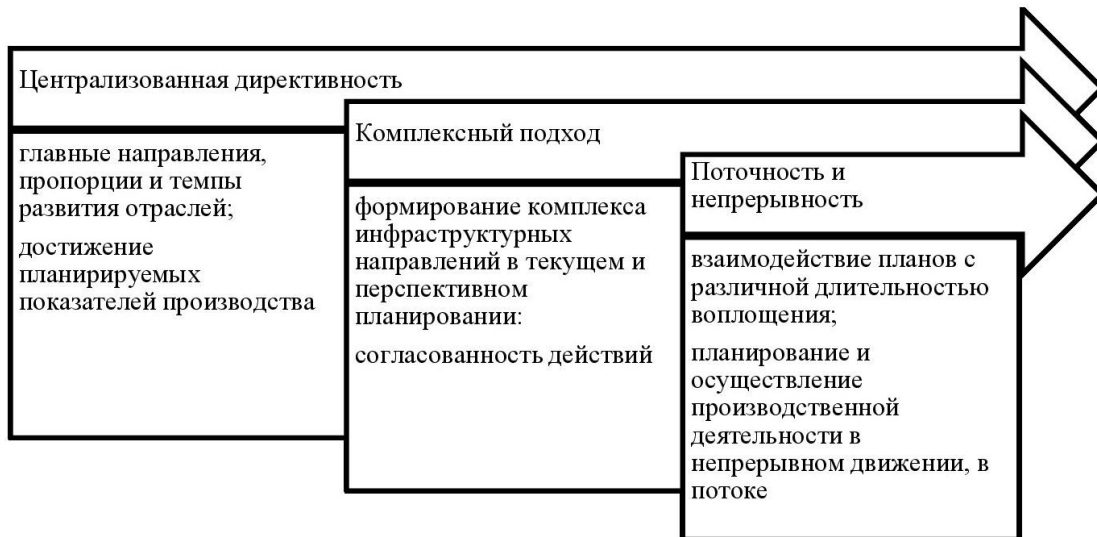 Централизованная директивность
главные направления,
пропорции и темпы
развития отраслей;
достижение
планирируемых
показателей производства
Комплексный подход
формирование комплекса
инфраструктурных
направлений в текущем и
перспективном
планировании:
согласованность действий
Поточность и
непрерывность
взаимодействие планов с
различной длительностью
воплощения;
планирование и
осуществление
производственной
деятельности в
непрерывном движении, в
потоке